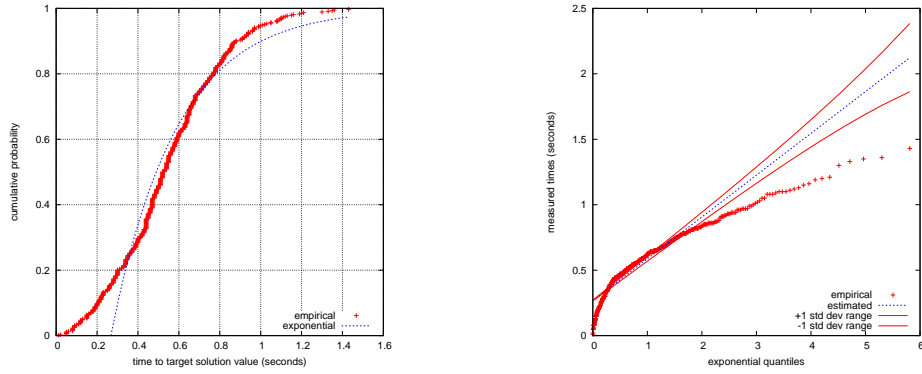 1
0.8
0.6
0.4
0.2
0
cumulative probability
0 0.2 0.4 0.6 0.8 1 1.2 1.4 1.6
time to target solution value (seconds)
empirical
exponential
2.5
2
1.5
1
0.5
0
measured times (seconds)
0 1 2 3 4 5 6
exponential quantiles
empirical
estimated
+1 std dev range
-1 std dev range